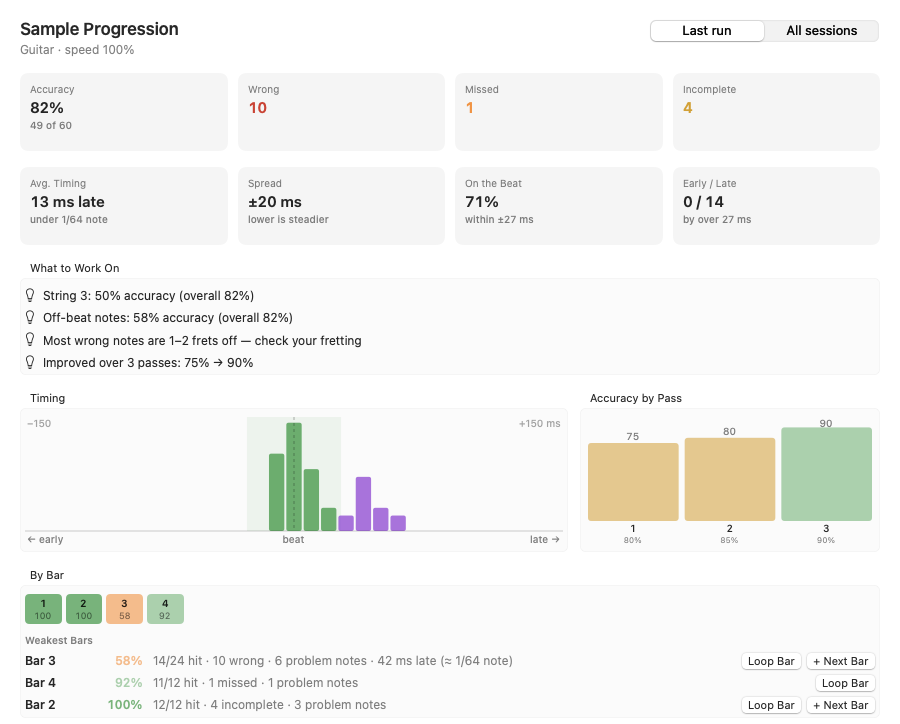 Sample Progression
Guitar · speed 100%
Last run All sessions
Accuracy Wrong Missed Incomplete
82% 10 1 4
49 of 60
Avg. Timing Spread On the Beat Early / Late
13 ms late ±20 ms 71% 0 / 14
under 1/64 note lower is steadier within ±27 ms by over 27 ms
What to Work On
String 3: 50% accuracy (overall 82%)
Off-beat notes: 58% accuracy (overall 82%)
Most wrong notes are 1–2 frets off — check your fretting
Improved over 3 passes: 75% → 90%
Timing
−150 +150 ms
← early beat late →
Accuracy by Pass
75 80 90
1 2 3
80% 85% 90%
By Bar
1 2 3 4
100 100 58 92
Weakest Bars
Bar 3 58% 14/24 hit · 10 wrong · 6 problem notes · 42 ms late (≈ 1/64 note) Loop Bar + Next Bar
Bar 4 92% 11/12 hit · 1 missed · 1 problem notes Loop Bar
Bar 2 100% 12/12 hit · 4 incomplete · 3 problem notes Loop Bar + Next Bar